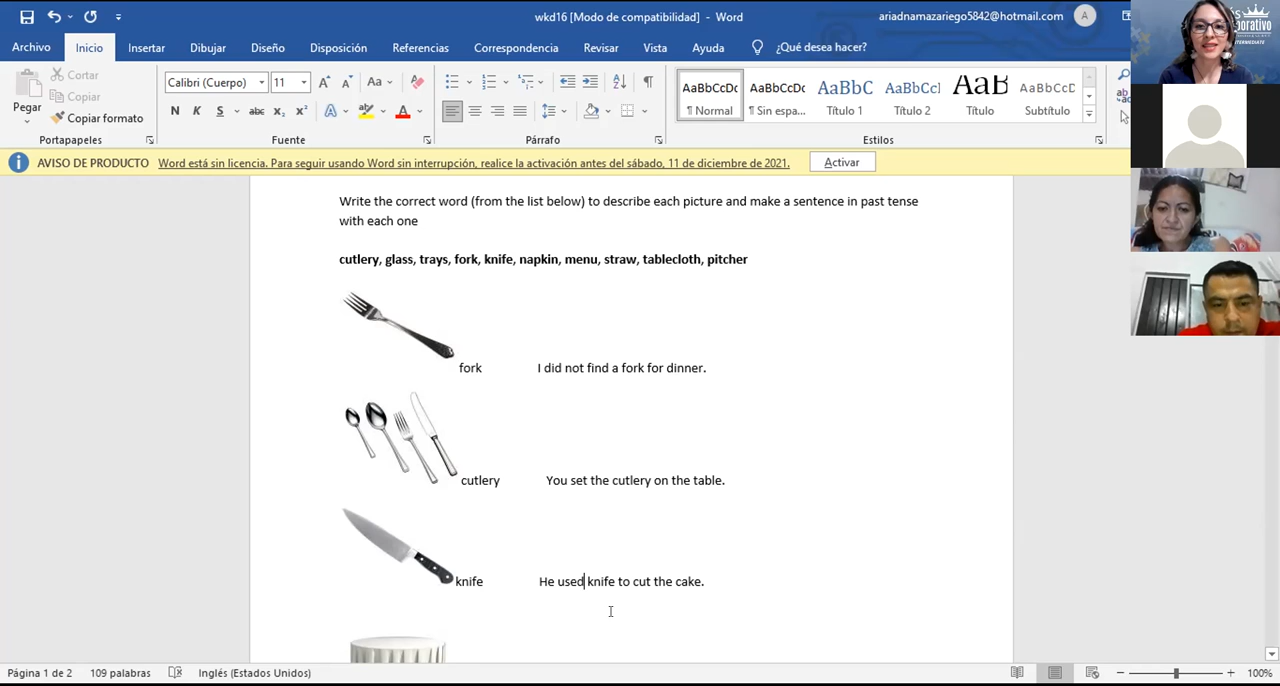 wkd16 [Modo de compatibilidad] - Word
ariadnamazariego5842@hotmail.com
A
Archivo Inicio Insertar Dibujar Diseño Disposición Referencias Correspondencia Revisar Vista Ayuda ¿Qué desea hacer?
Pegar
Cortar
Copiar
Copiar formato
Portapapeles
Calibri (Cuerpo) 11
Aa
N K S abc x₂ x² A A
Fuente
Párrafo
AaBbCcDc AaBbCcDc AaBbC AaBbCcI AaB AaBbCcD
¶ Normal ¶ Sin espa... Título 1 Título 2 Título Subtítulo
Estilos
AVISO DE PRODUCTO Word está sin licencia. Para seguir usando Word sin interrupción, realice la activación antes del sábado, 11 de diciembre de 2021. Activar
Write the correct word (from the list below) to describe each picture and make a sentence in past tense
with each one
cutlery, glass, trays, fork, knife, napkin, menu, straw, tablecloth, pitcher
fork I did not find a fork for dinner.
cutlery You set the cutlery on the table.
knife He used knife to cut the cake.
Página 1 de 2 109 palabras Inglés (Estados Unidos) 100%